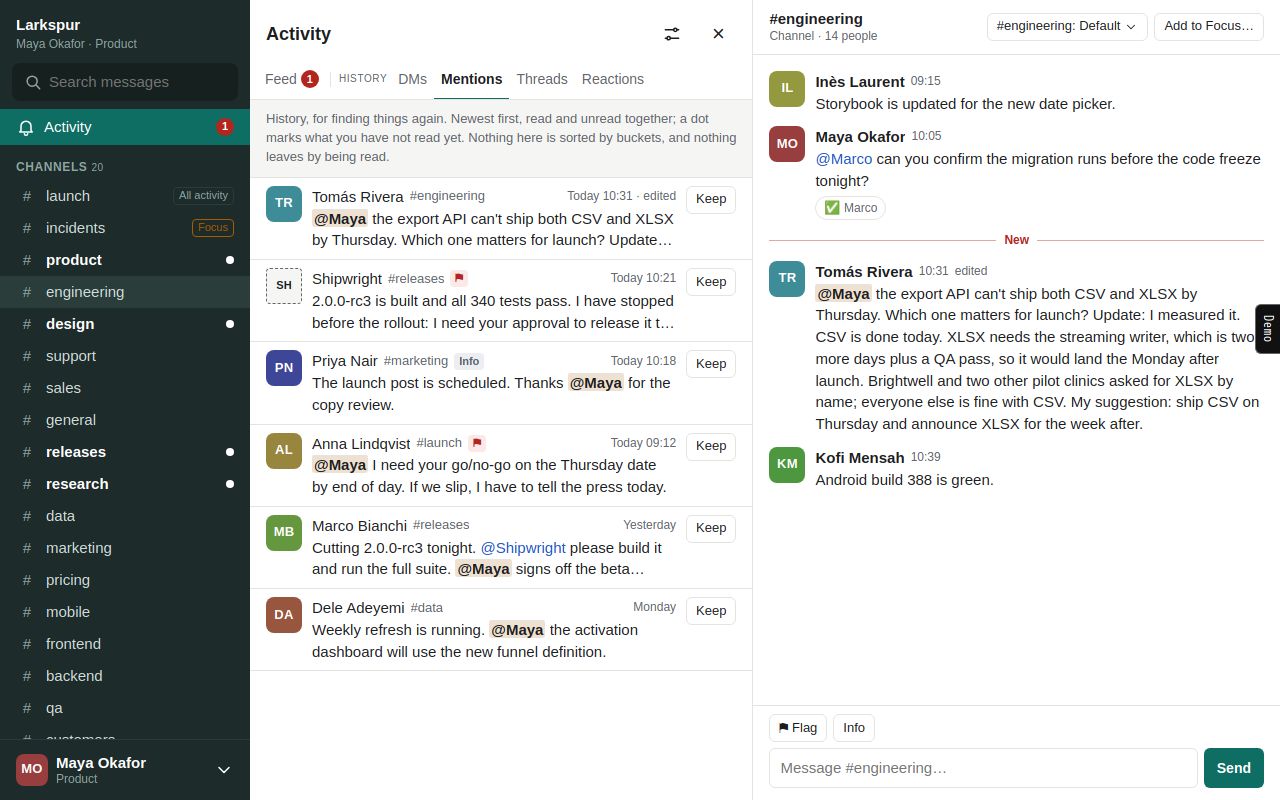 Larkspur
Maya Okafor · Product
Search messages
Activity
1
CHANNELS 20
# launch
All activity
# incidents
Focus
# product
# engineering
# design
# support
# sales
# general
# releases
# research
# data
# marketing
# pricing
# mobile
# frontend
# backend
# qa
# customers
MO
Maya Okafor
Product
Activity
Feed 1 HISTORY DMs Mentions Threads Reactions
History, for finding things again. Newest first, read and unread together; a dot
marks what you have not read yet. Nothing here is sorted by buckets, and nothing
leaves by being read.
TR
Tomás Rivera #engineering Today 10:31 · edited
Keep
@Maya the export API can't ship both CSV and XLSX
by Thursday. Which one matters for launch? Update…
SH
Shipwright #releases Today 10:21
Keep
2.0.0-rc3 is built and all 340 tests pass. I have stopped
before the rollout: I need your approval to release it t…
PN
Priya Nair #marketing Info Today 10:18
Keep
The launch post is scheduled. Thanks @Maya for the
copy review.
AL
Anna Lindqvist #launch Today 09:12
Keep
@Maya I need your go/no-go on the Thursday date
by end of day. If we slip, I have to tell the press today.
MB
Marco Bianchi #releases Yesterday
Keep
Cutting 2.0.0-rc3 tonight. @Shipwright please build it
and run the full suite. @Maya signs off the beta…
DA
Dele Adeyemi #data Monday
Keep
Weekly refresh is running. @Maya the activation
dashboard will use the new funnel definition.
#engineering
Channel · 14 people
#engineering: Default
Add to Focus…
IL
Inès Laurent 09:15
Storybook is updated for the new date picker.
MO
Maya Okafor 10:05
@Marco can you confirm the migration runs before the code freeze
tonight?
✅ Marco
New
TR
Tomás Rivera 10:31 edited
@Maya the export API can't ship both CSV and XLSX by
Thursday. Which one matters for launch? Update: I measured it.
CSV is done today. XLSX needs the streaming writer, which is two
more days plus a QA pass, so it would land the Monday after
launch. Brightwell and two other pilot clinics asked for XLSX by
name; everyone else is fine with CSV. My suggestion: ship CSV on
Thursday and announce XLSX for the week after.
KM
Kofi Mensah 10:39
Android build 388 is green.
Demo
Flag
Info
Message #engineering…
Send